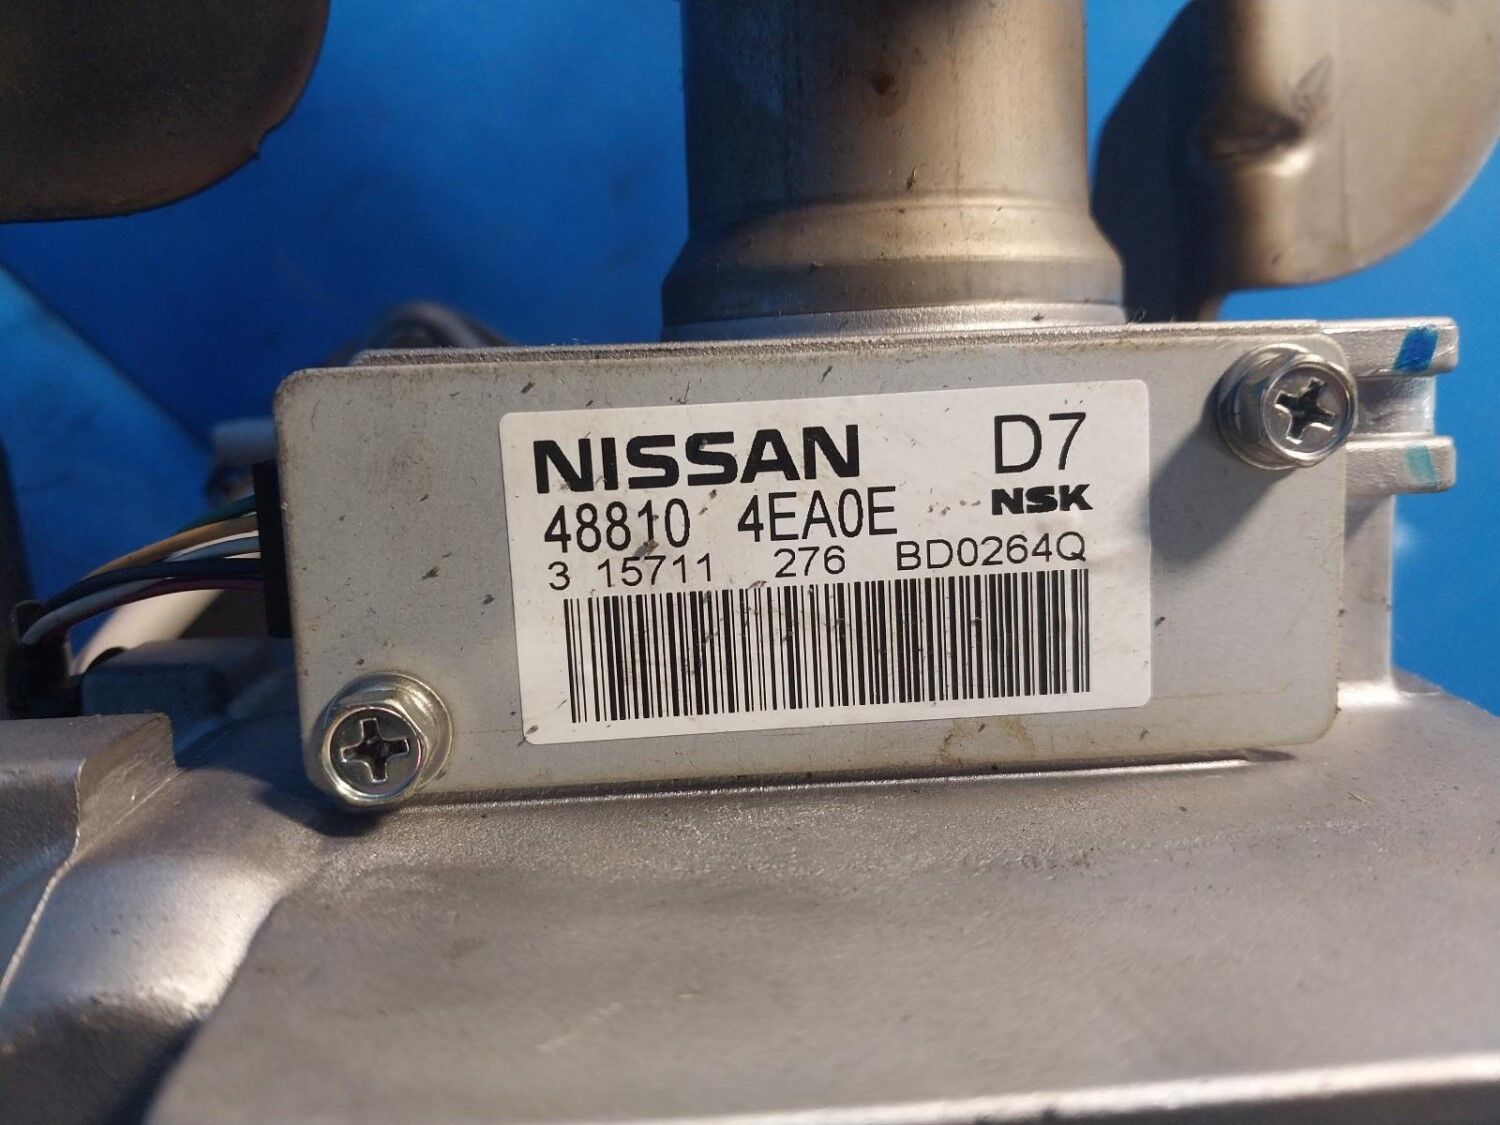 NISSAN D7
48810 4EA0E NSK
3 15711 276 BD0264Q